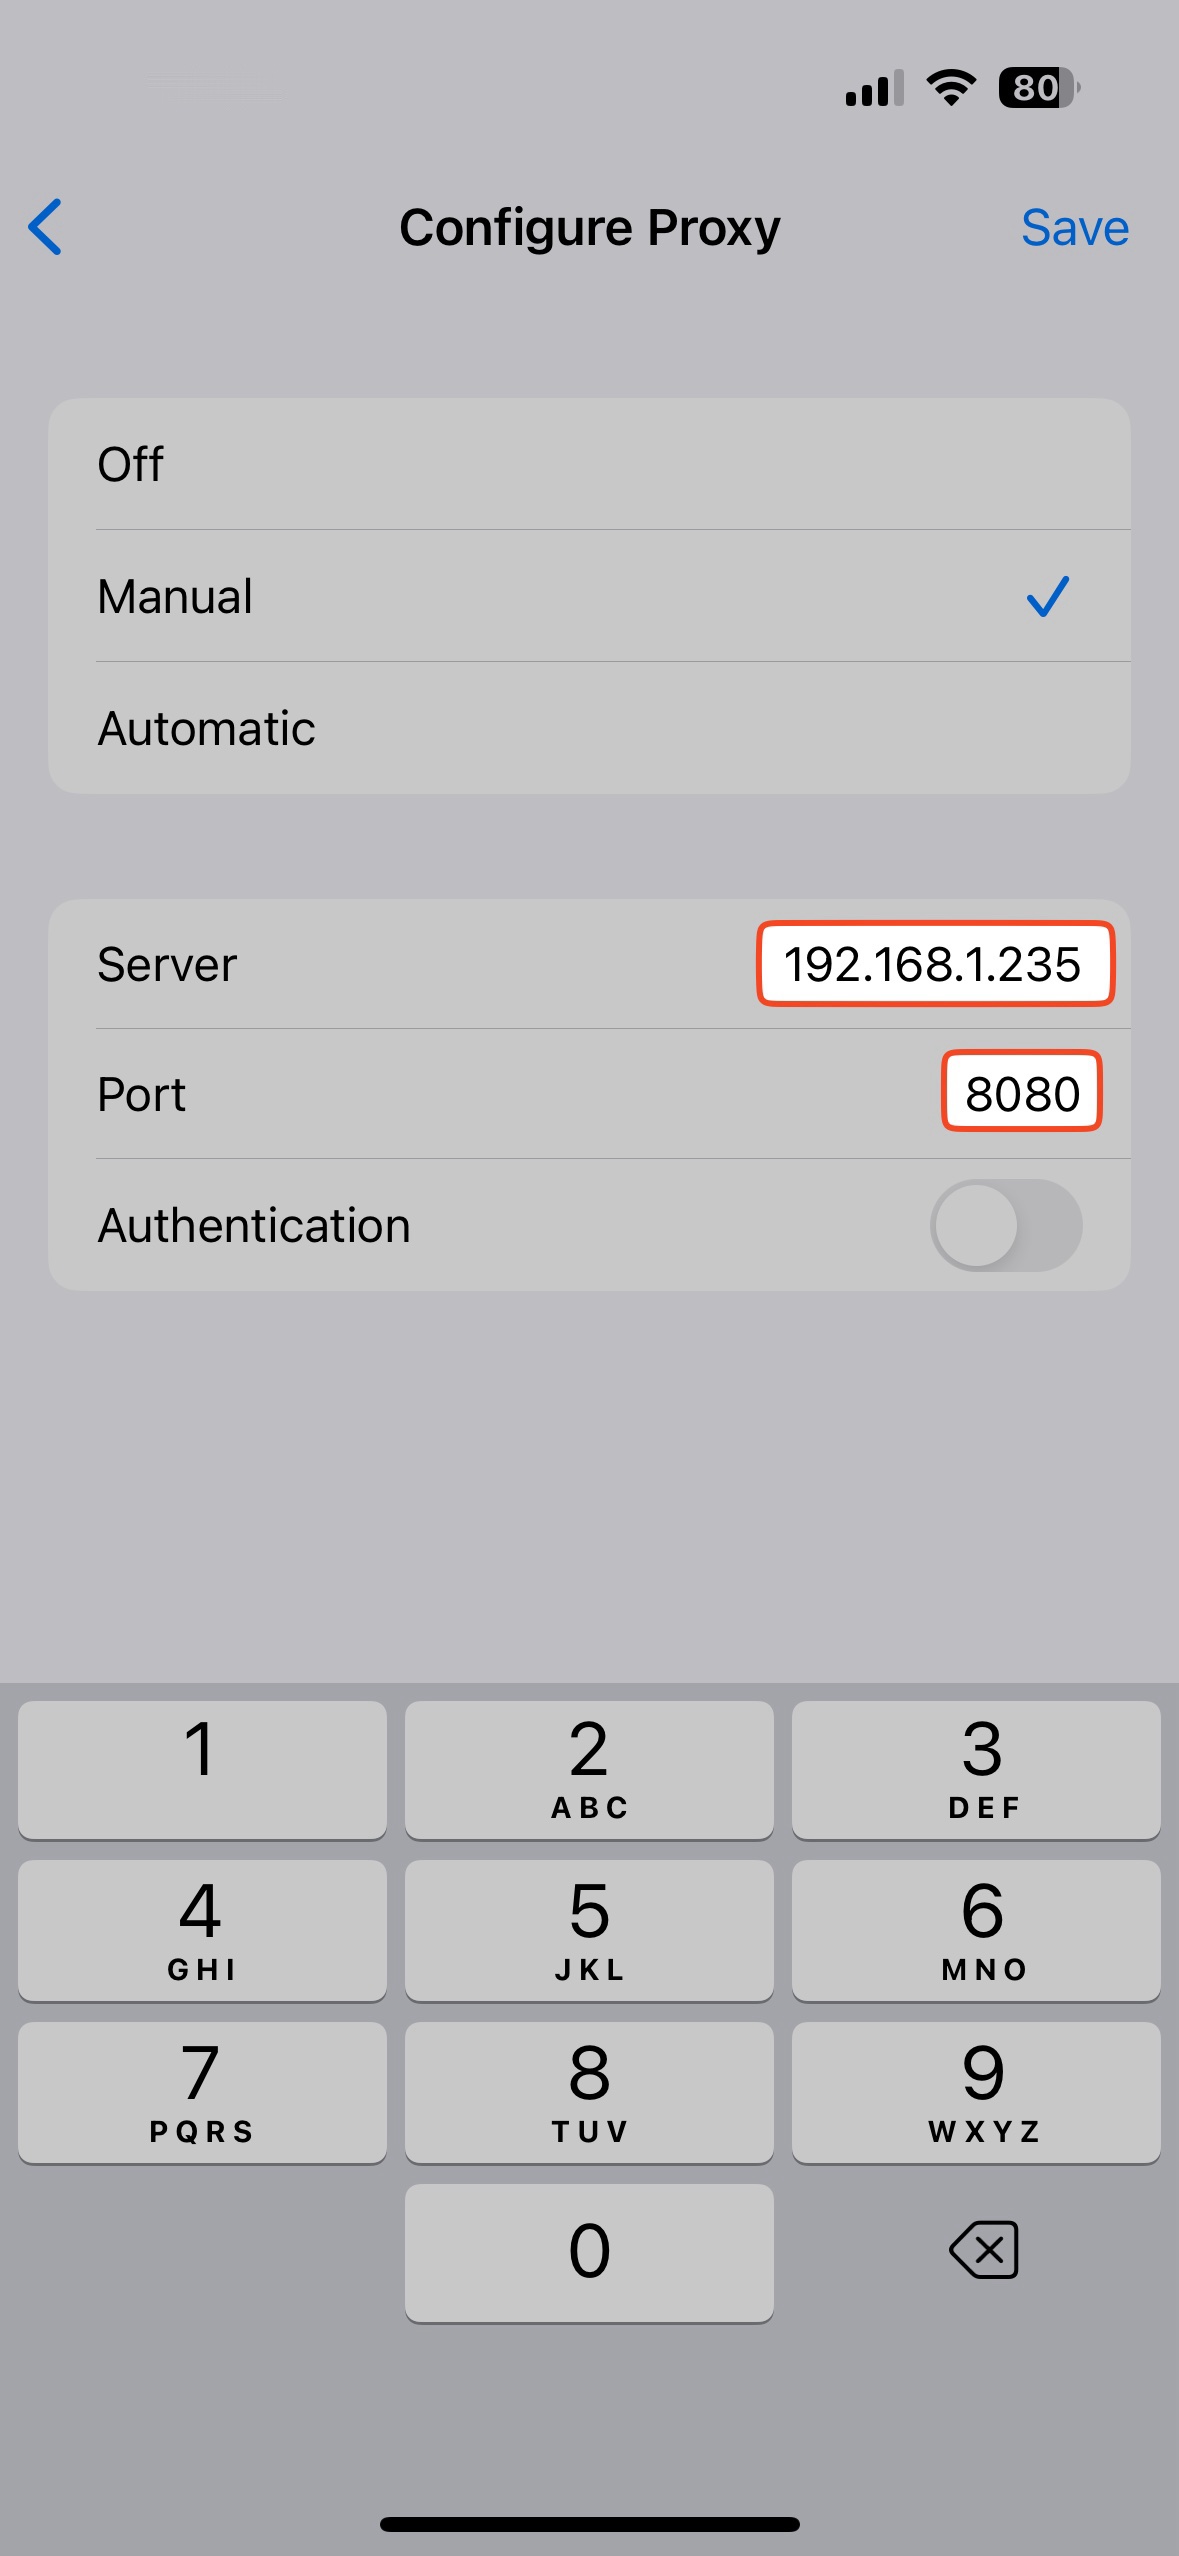 80
Configure Proxy
Save
Off
Manual
Automatic
Server 192.168.1.235
Port 8080
Authentication
1 2 3
ABC DEF
4 5 6
GHI JKL MNO
7 8 9
PQRS TUV WXYZ
0